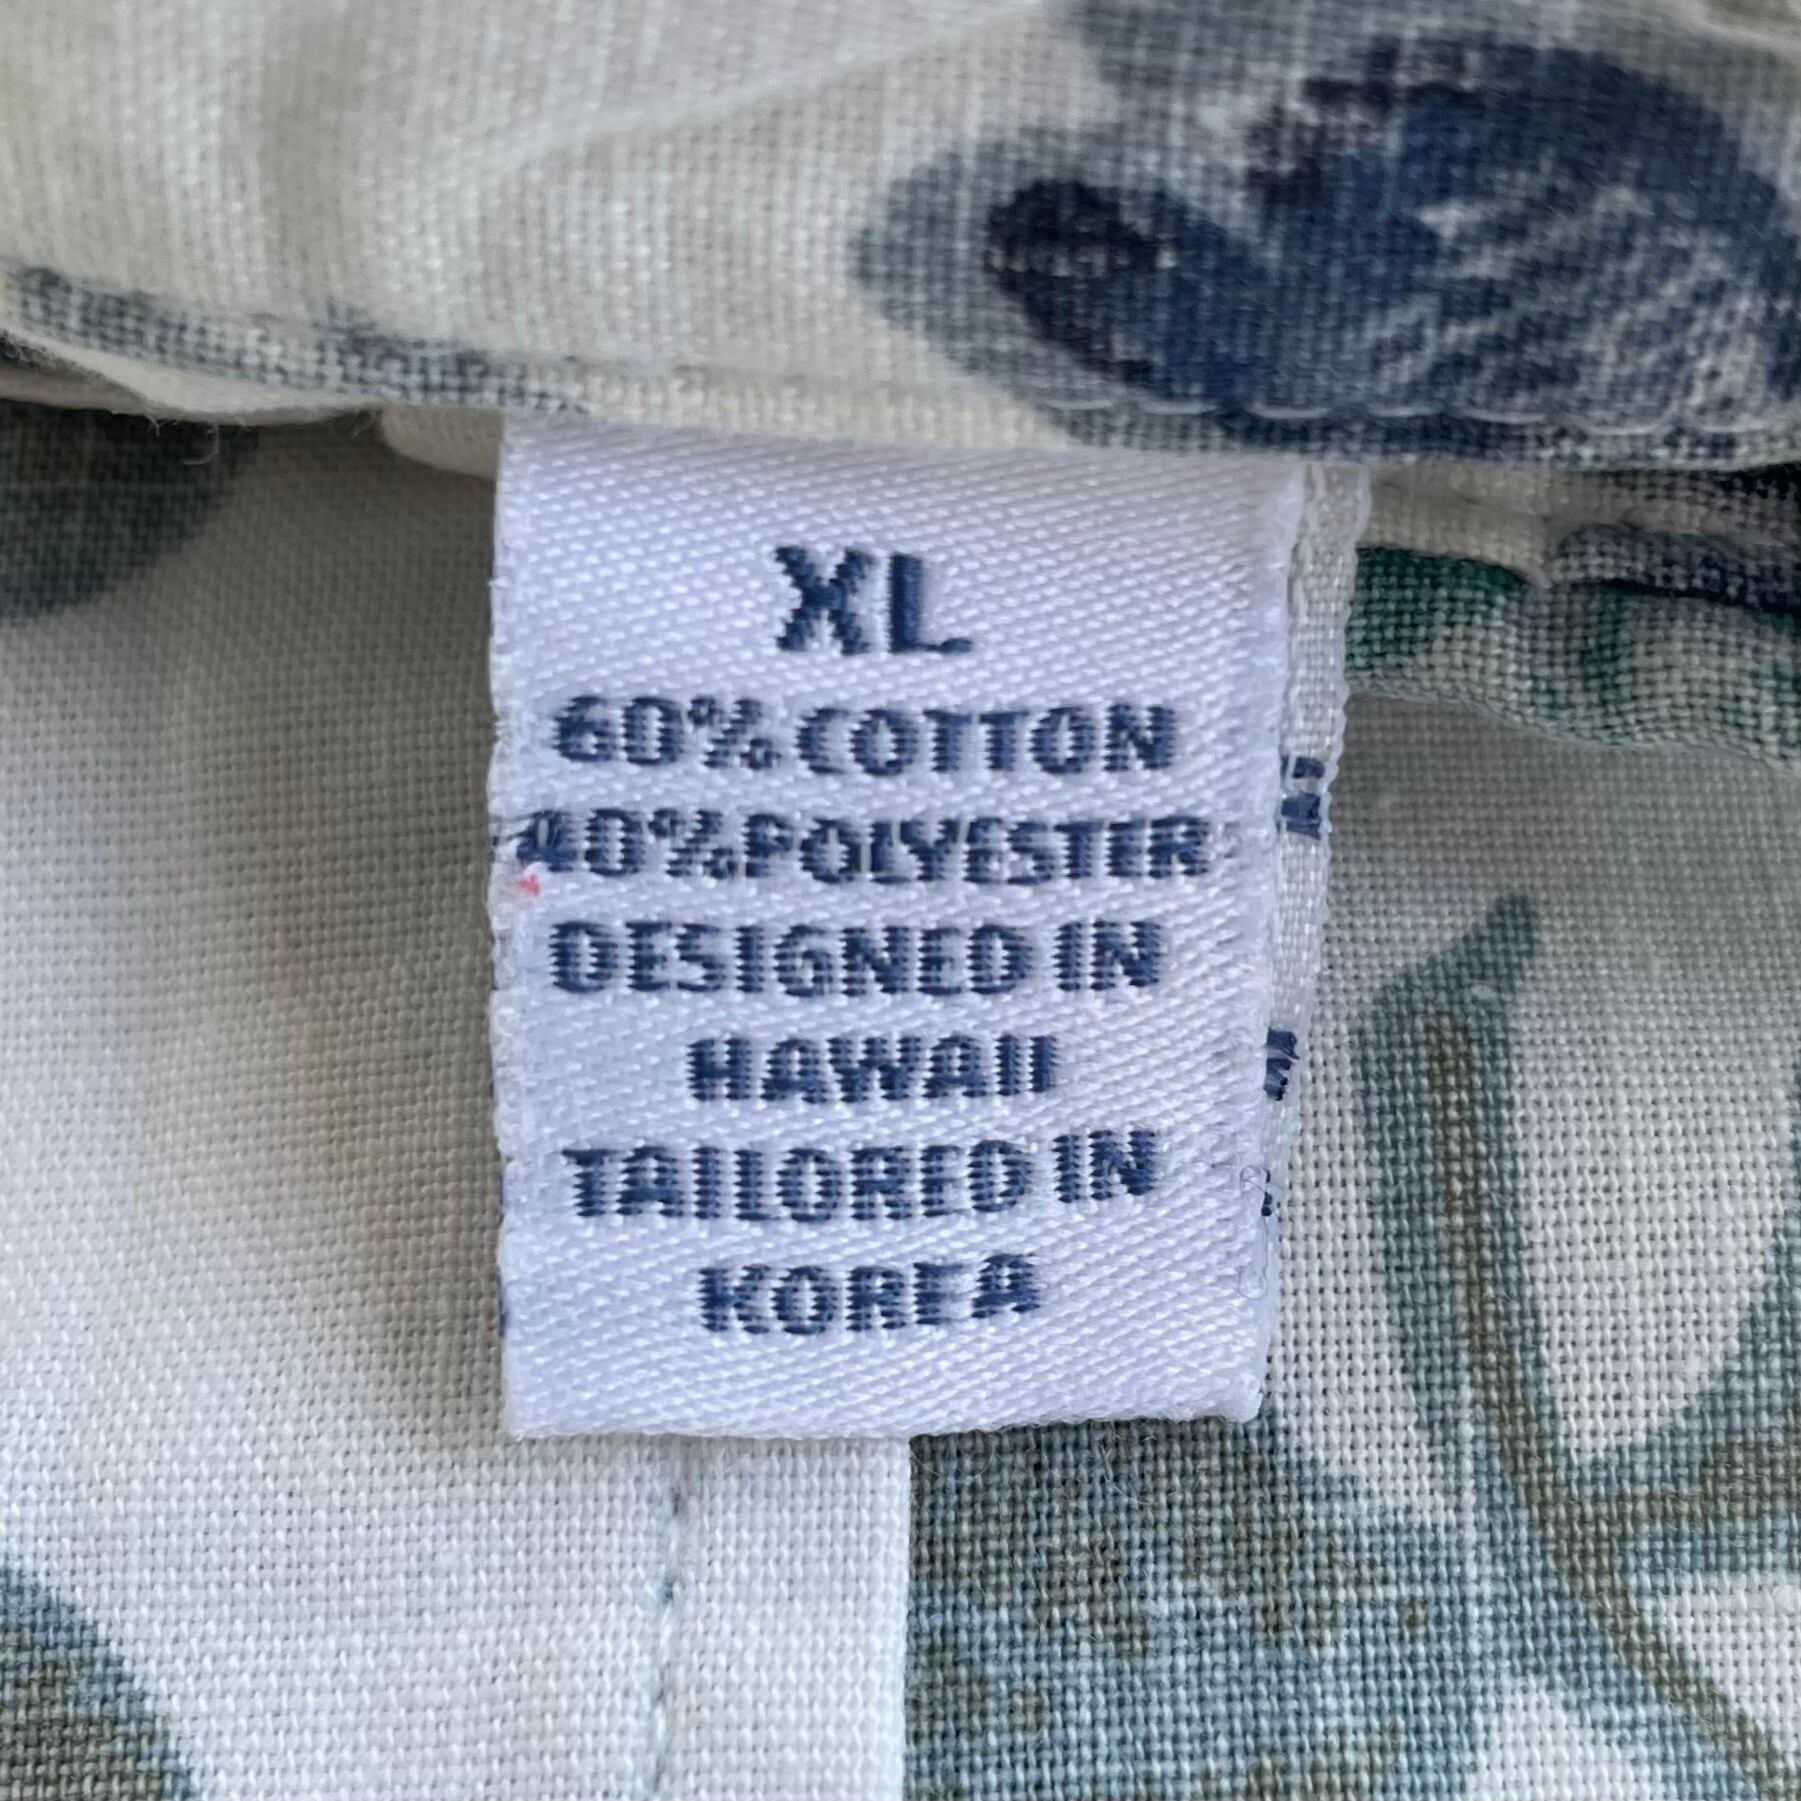 XL
60% COTTON
40% POLYESTER
DESIGNED IN
HAWAII
TAILORED IN
KOREA